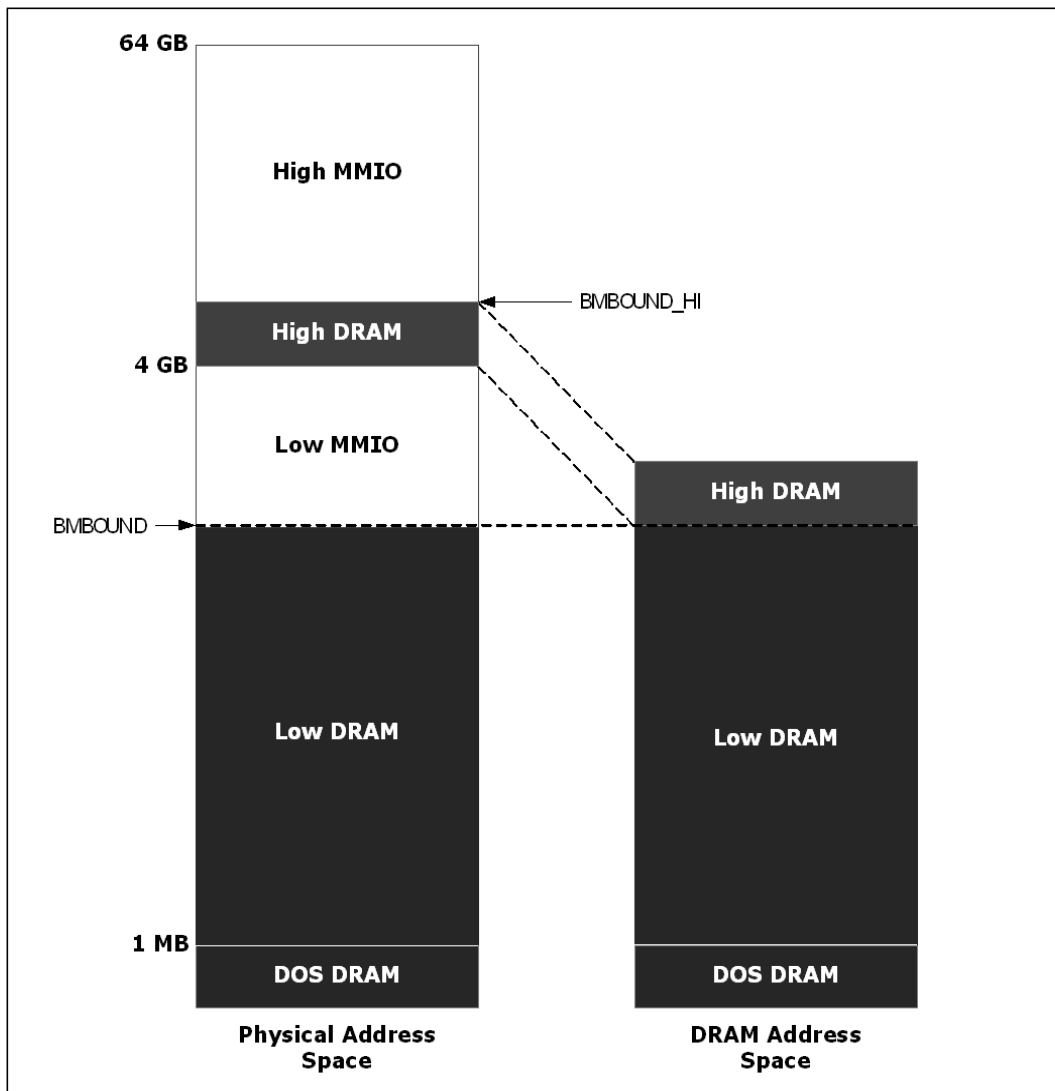 64 GB
High MMIO
BMBOUND_HI
High DRAM
4 GB
Low MMIO
High DRAM
BMBOUND
Low DRAM
Low DRAM
1 MB
DOS DRAM
DOS DRAM
Physical Address
Space
DRAM Address
Space